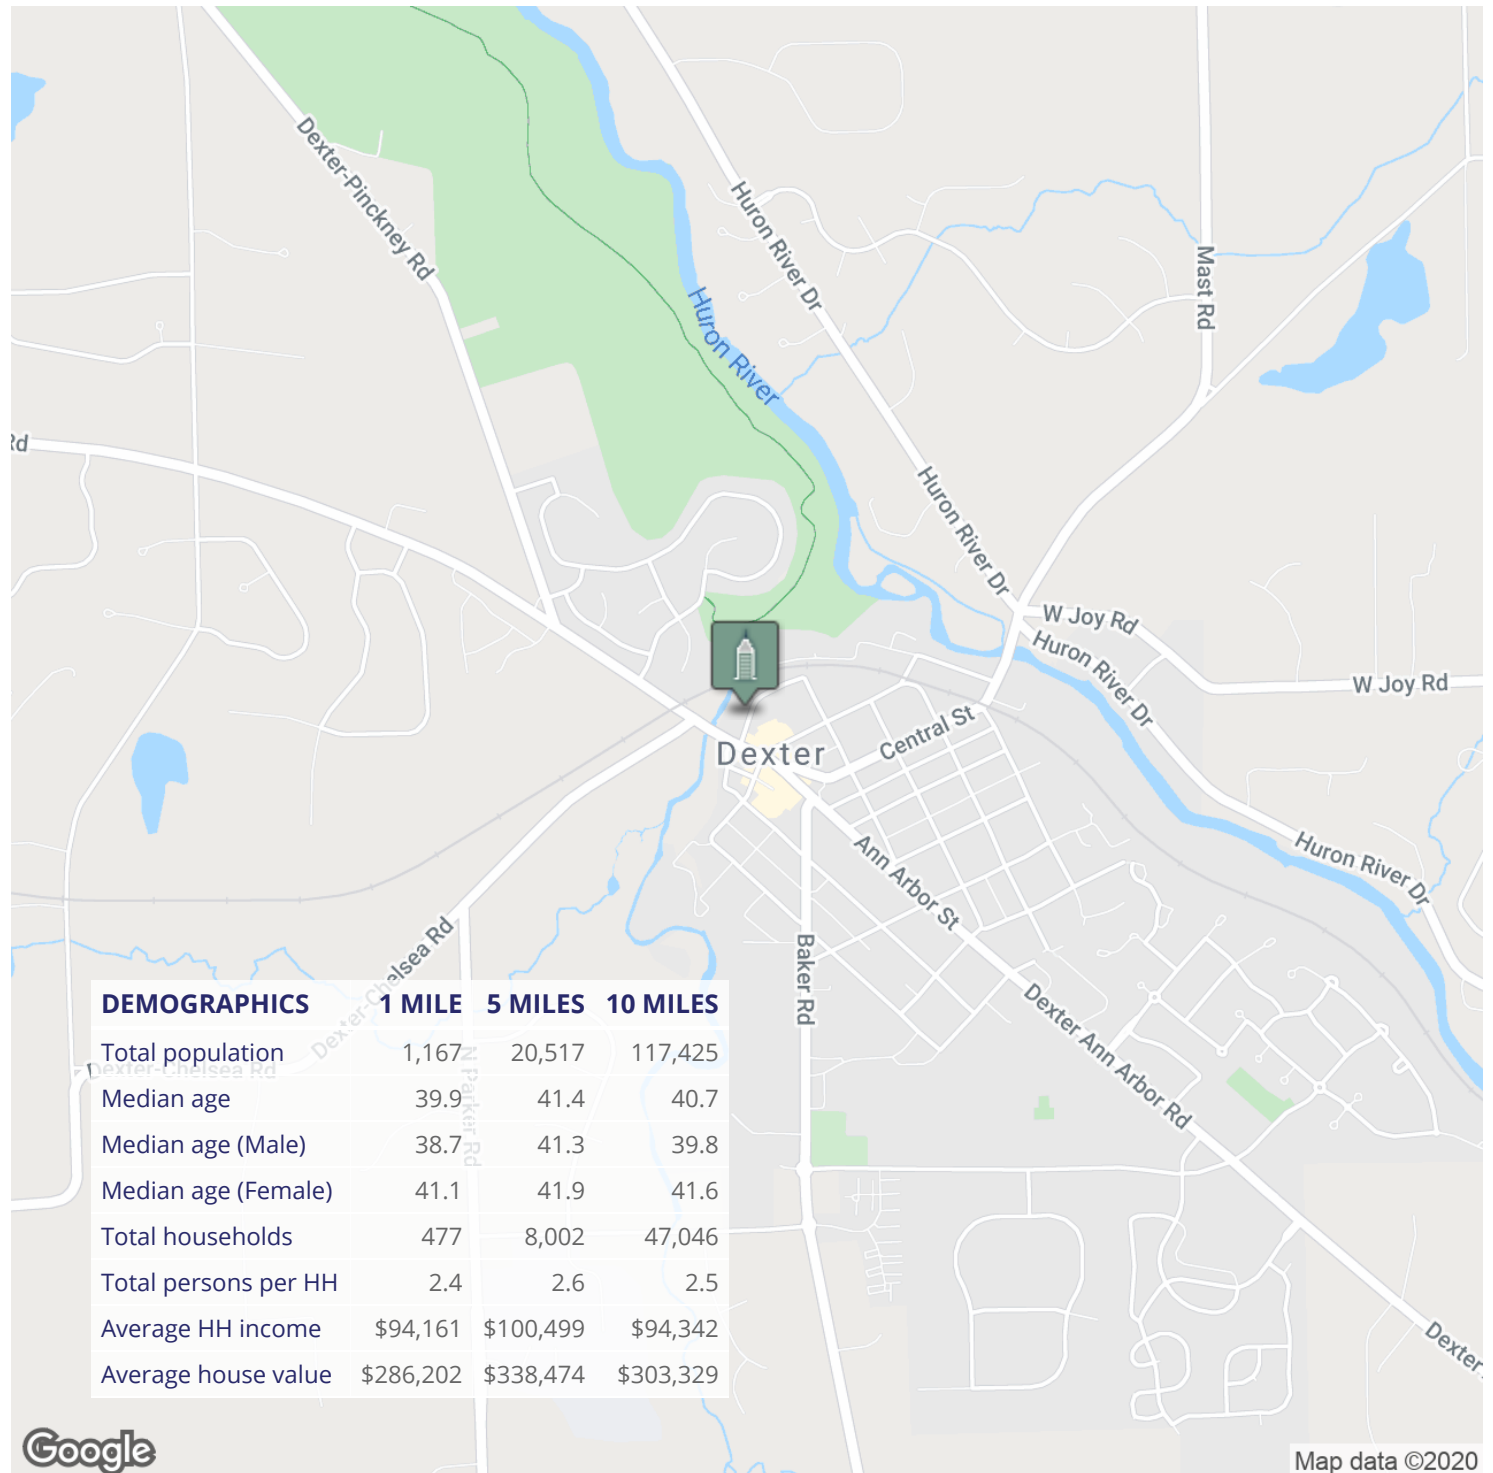 Dexter-Pinckney Rd
Huron River Dr
Mast Rd
Huron River
Rd
Huron River Dr
W Joy Rd
Huron River Dr
W Joy Rd
Central St
Dexter
Ann Arbor St
Huron River Dr
Dexter-Chelsea Rd
Baker Rd
Dexter Ann Arbor Rd
Dexter-Chelsea Rd
N Parker Rd
DEMOGRAPHICS 1 MILE 5 MILES 10 MILES
Total population 1,167 20,517 117,425
Median age 39.9 41.4 40.7
Median age (Male) 38.7 41.3 39.8
Median age (Female) 41.1 41.9 41.6
Total households 477 8,002 47,046
Total persons per HH 2.4 2.6 2.5
Average HH income $94,161 $100,499 $94,342
Average house value $286,202 $338,474 $303,329
Dexter
Google
Map data ©2020